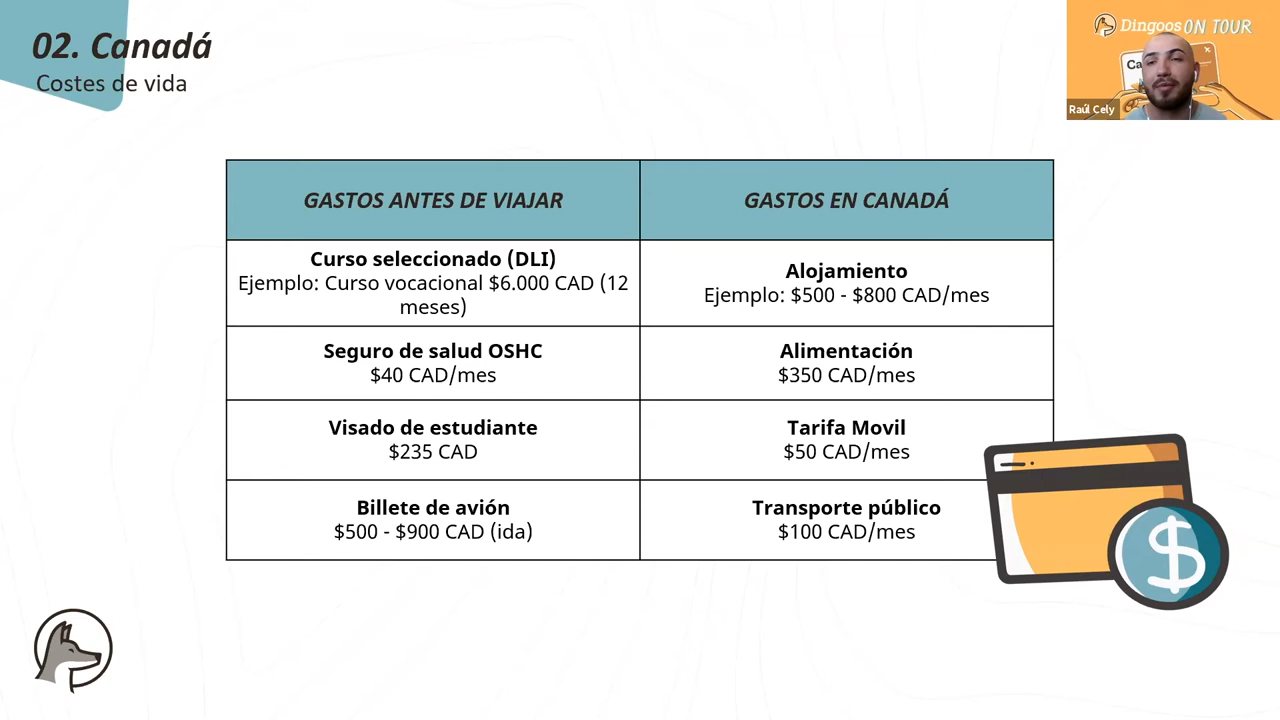 02. Canadá
Costes de vida
Dingoos ON TOUR
Ca
Raúl Cely
GASTOS ANTES DE VIAJAR
GASTOS EN CANADÁ
Curso seleccionado (DLI)
Ejemplo: Curso vocacional $6.000 CAD (12
meses)
Alojamiento
Ejemplo: $500 - $800 CAD/mes
Seguro de salud OSHC
$40 CAD/mes
Alimentación
$350 CAD/mes
Visado de estudiante
$235 CAD
Tarifa Movil
$50 CAD/mes
Billete de avión
$500 - $900 CAD (ida)
Transporte público
$100 CAD/mes
$